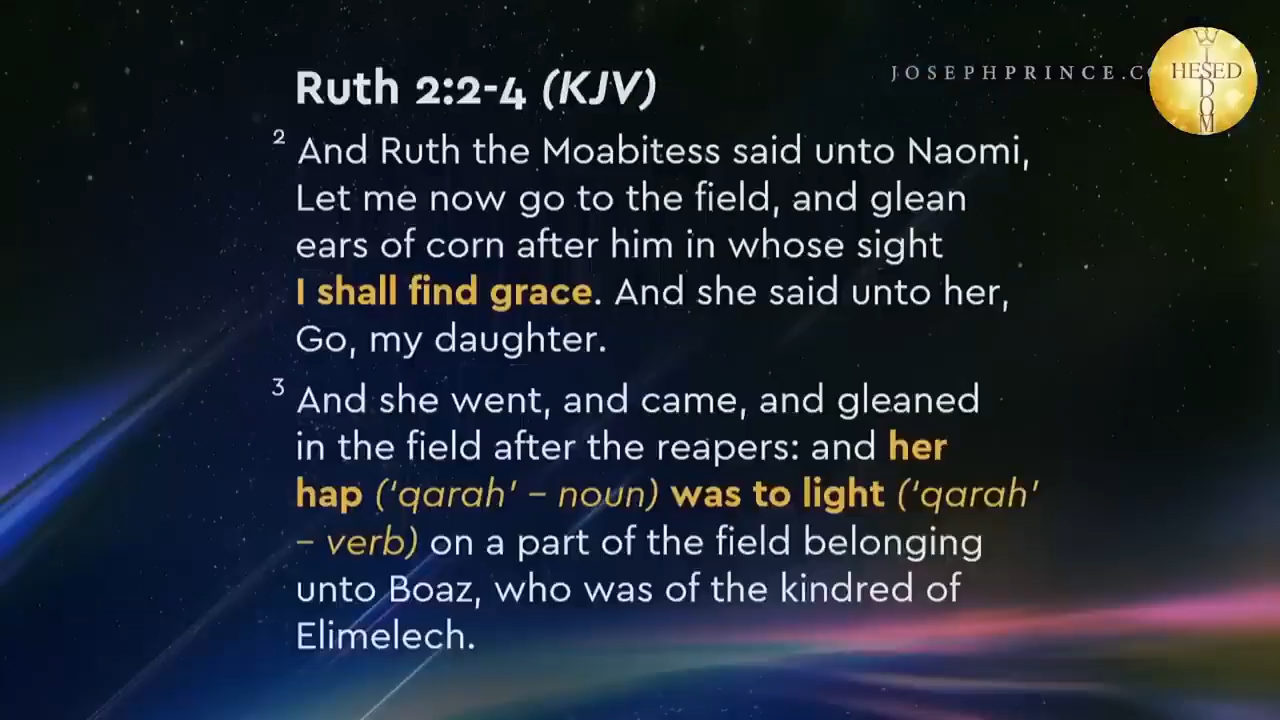 JOSEPHPRINCE.C
WISDOM
HESED
Ruth 2:2-4 (KJV)
2 And Ruth the Moabitess said unto Naomi,
Let me now go to the field, and glean
ears of corn after him in whose sight
I shall find grace. And she said unto her,
Go, my daughter.
3 And she went, and came, and gleaned
in the field after the reapers: and her
hap (‘qarah’ – noun) was to light (‘qarah’
– verb) on a part of the field belonging
unto Boaz, who was of the kindred of
Elimelech.